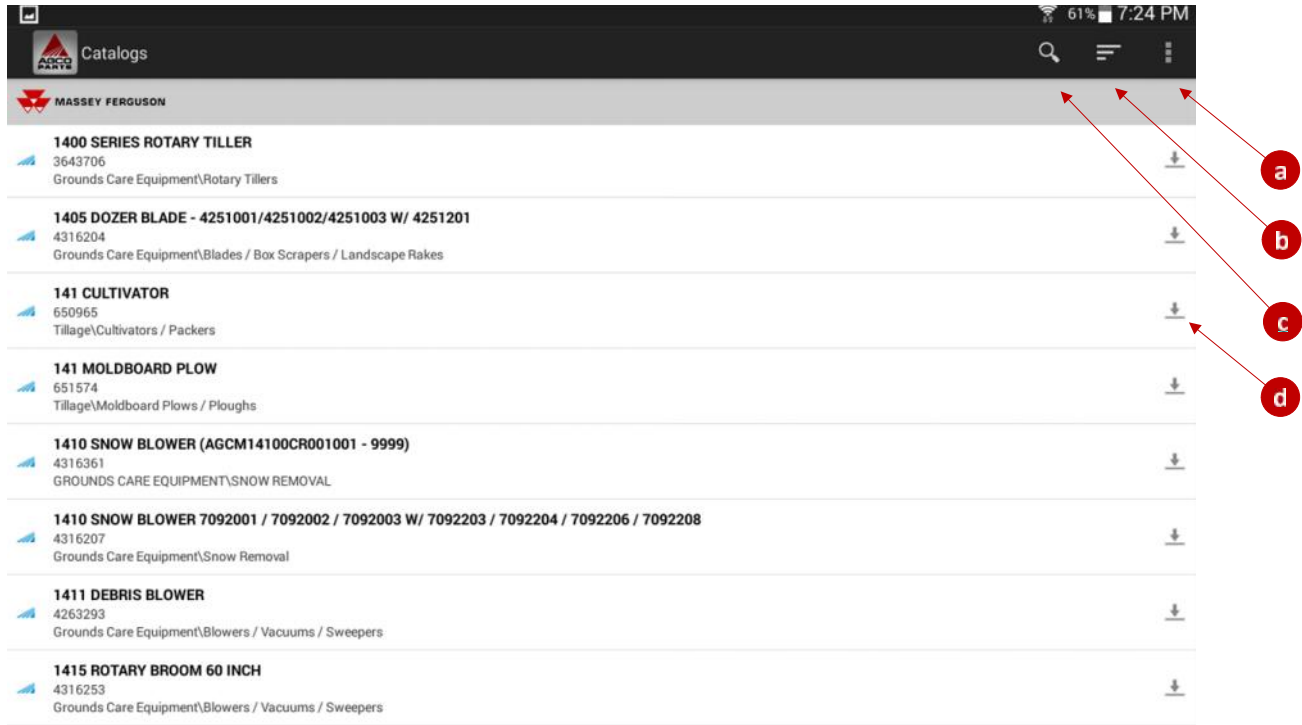 61% 7:24 PM
AGCO PARTS Catalogs
MASSEY FERGUSON
1400 SERIES ROTARY TILLER
3643706
Grounds Care Equipment\Rotary Tillers
a
1405 DOZER BLADE - 4251001/4251002/4251003 W/ 4251201
4316204
Grounds Care Equipment\Blades / Box Scrapers / Landscape Rakes
b
141 CULTIVATOR
650965
Tillage\Cultivators / Packers
c
141 MOLDBOARD PLOW
651574
Tillage\Moldboard Plows / Ploughs
d
1410 SNOW BLOWER (AGCM14100CR001001 - 9999)
4316361
GROUNDS CARE EQUIPMENT\SNOW REMOVAL
1410 SNOW BLOWER 7092001 / 7092002 / 7092003 W/ 7092203 / 7092204 / 7092206 / 7092208
4316207
Grounds Care Equipment\Snow Removal
1411 DEBRIS BLOWER
4263293
Grounds Care Equipment\Blowers / Vacuums / Sweepers
1415 ROTARY BROOM 60 INCH
4316253
Grounds Care Equipment\Blowers / Vacuums / Sweepers